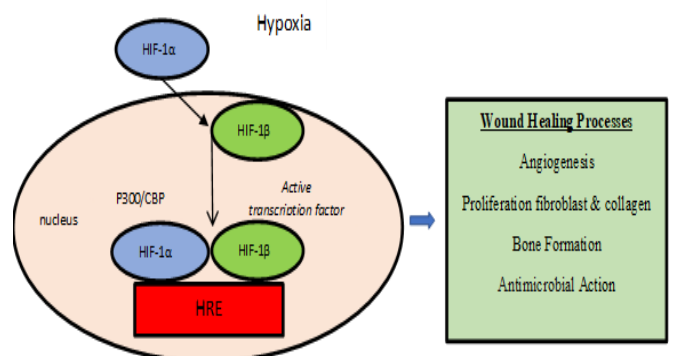 Hypoxia
HIF-1α
HIF-1β
P300/CBP
Active
transcription factor
nucleus
HIF-1α
HIF-1β
HRE
Wound Healing Processes
Angiogenesis
Proliferation fibroblast & collagen
Bone Formation
Antimicrobial Action